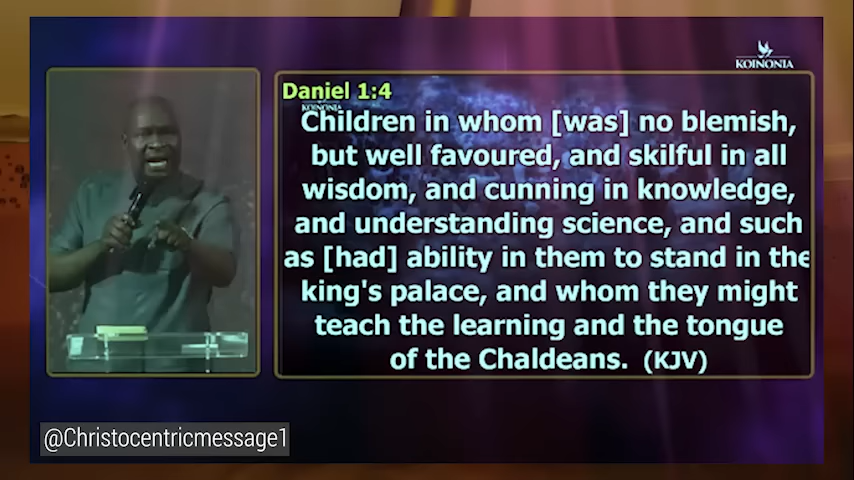 KOINONIA
Daniel 1:4
KOINONIA
Children in whom [was] no blemish,
but well favoured, and skilful in all
wisdom, and cunning in knowledge,
and understanding science, and such
as [had] ability in them to stand in the
king's palace, and whom they might
teach the learning and the tongue
of the Chaldeans. (KJV)
@Christocentricmessage1